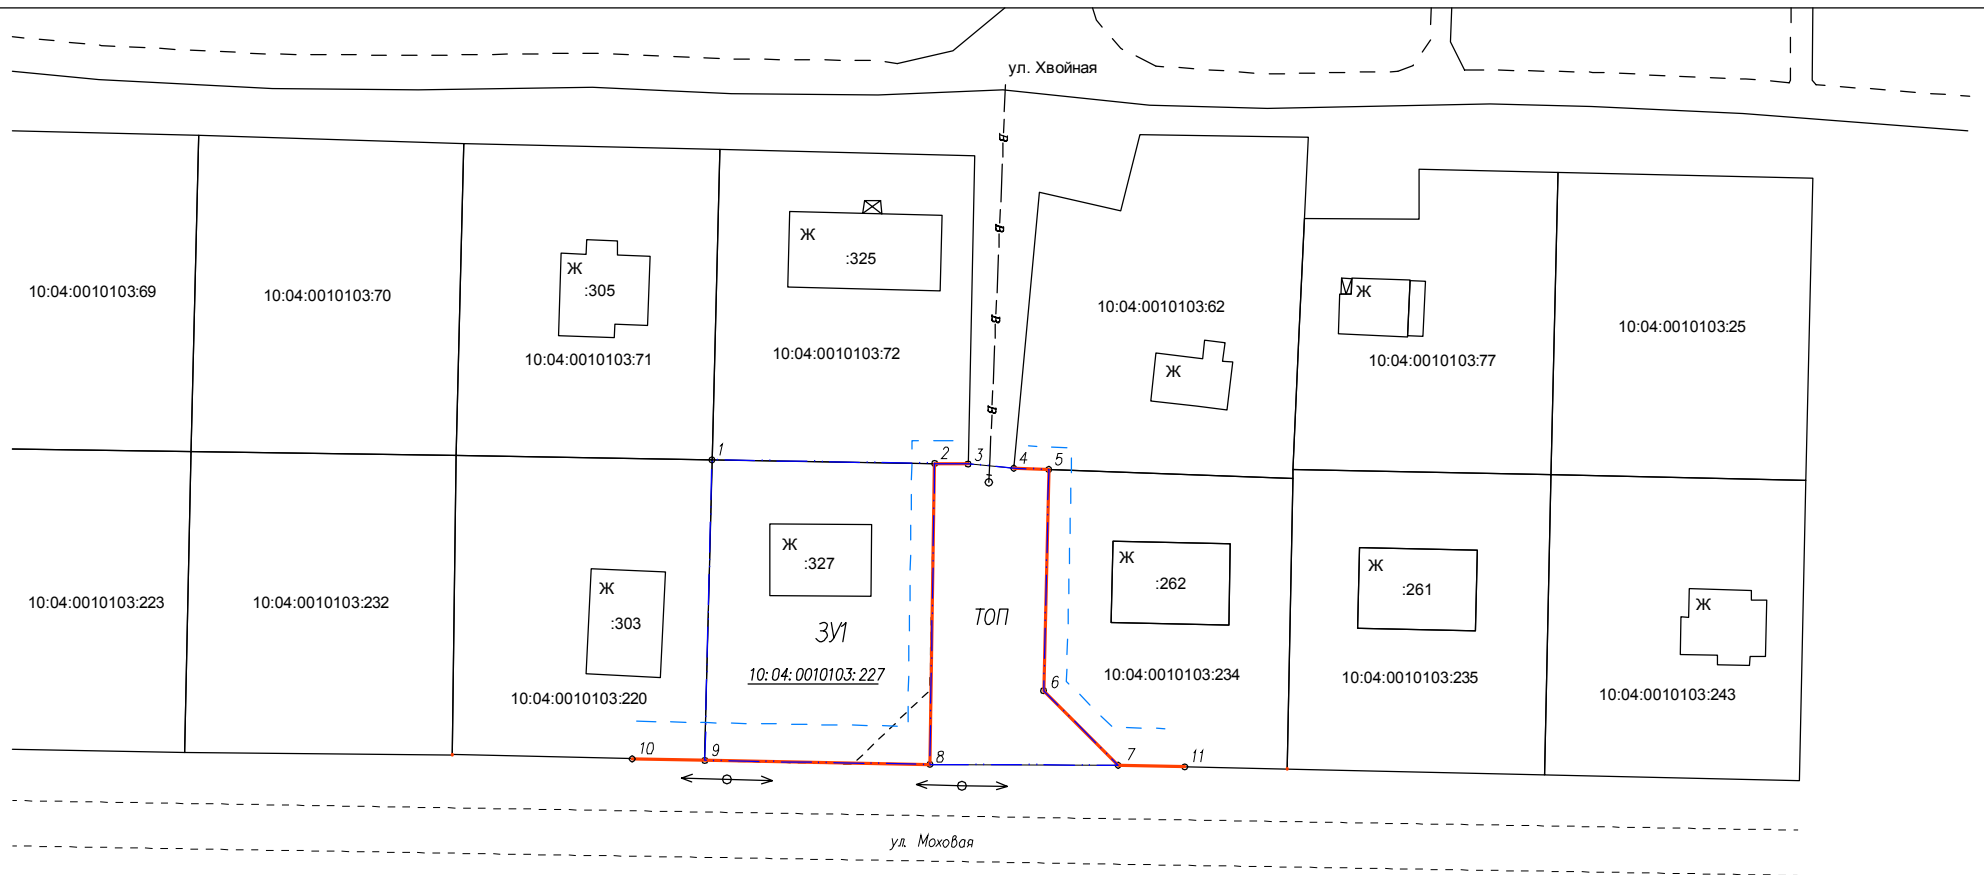 ул. Хвойная
В
В
В
В
Ж
:325
Ж
:305
10:04:0010103:69
10:04:0010103:70
10:04:0010103:71
10:04:0010103:72
10:04:0010103:62
Ж
Ж
10:04:0010103:77
10:04:0010103:25
1
2
3
4
5
Ж
:327
Ж
:303
10:04:0010103:223
10:04:0010103:232
10:04:0010103:220
ЗУ1
10:04:0010103:227
ТОП
Ж
:262
10:04:0010103:234
Ж
:261
10:04:0010103:235
Ж
10:04:0010103:243
6
10
9
8
7
11
ул. Моховая